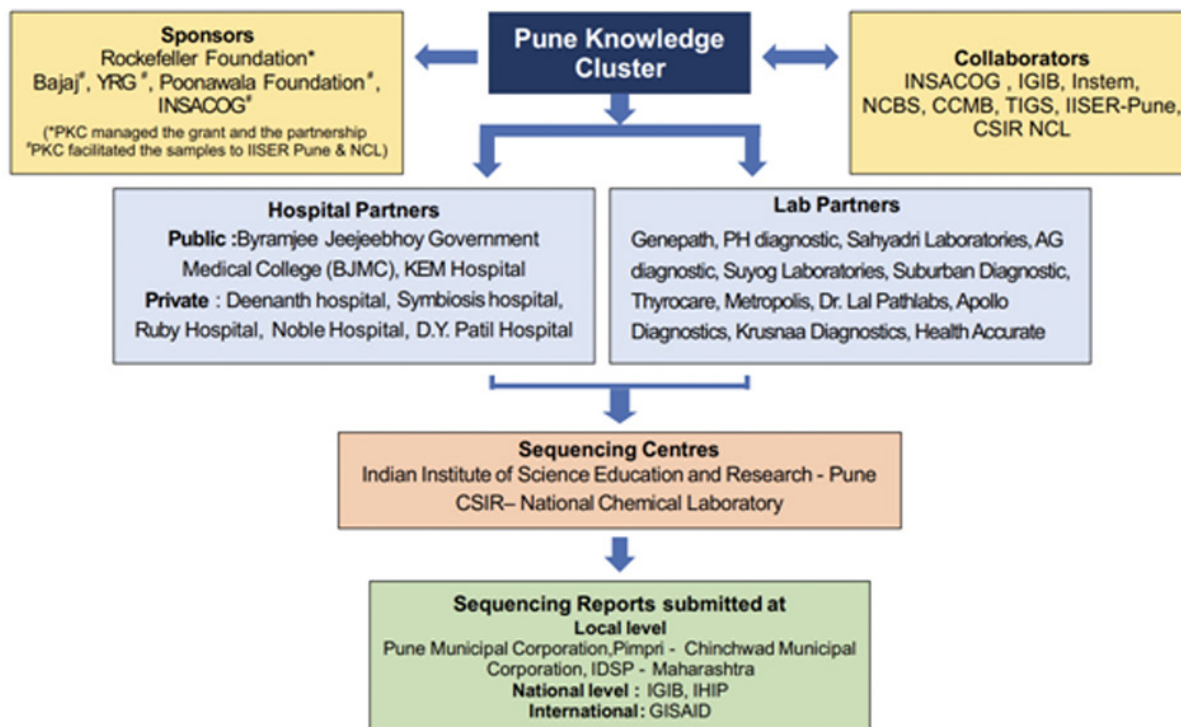 Sponsors
Rockefeller Foundation*
Bajaj#, YRG #, Poonawala Foundation#,
INSACOG#
(*PKC managed the grant and the partnership
#PKC facilitated the samples to IISER Pune & NCL)
Pune Knowledge
Cluster
Collaborators
INSACOG , IGIB, Instem,
NCBS, CCMB, TIGS, IISER-Pune,
CSIR NCL
Hospital Partners
Public :Byramjee Jeejeebhoy Government
Medical College (BJMC), KEM Hospital
Private : Deenanth hospital, Symbiosis hospital,
Ruby Hospital, Noble Hospital, D.Y. Patil Hospital
Lab Partners
Genepath, PH diagnostic, Sahyadri Laboratories, AG
diagnostic, Suyog Laboratories, Suburban Diagnostic,
Thyrocare, Metropolis, Dr. Lal Pathlabs, Apollo
Diagnostics, Krusnaa Diagnostics, Health Accurate
Sequencing Centres
Indian Institute of Science Education and Research - Pune
CSIR– National Chemical Laboratory
Sequencing Reports submitted at
Local level
Pune Municipal Corporation,Pimpri - Chinchwad Municipal
Corporation, IDSP - Maharashtra
National level : IGIB, IHIP
International: GISAID